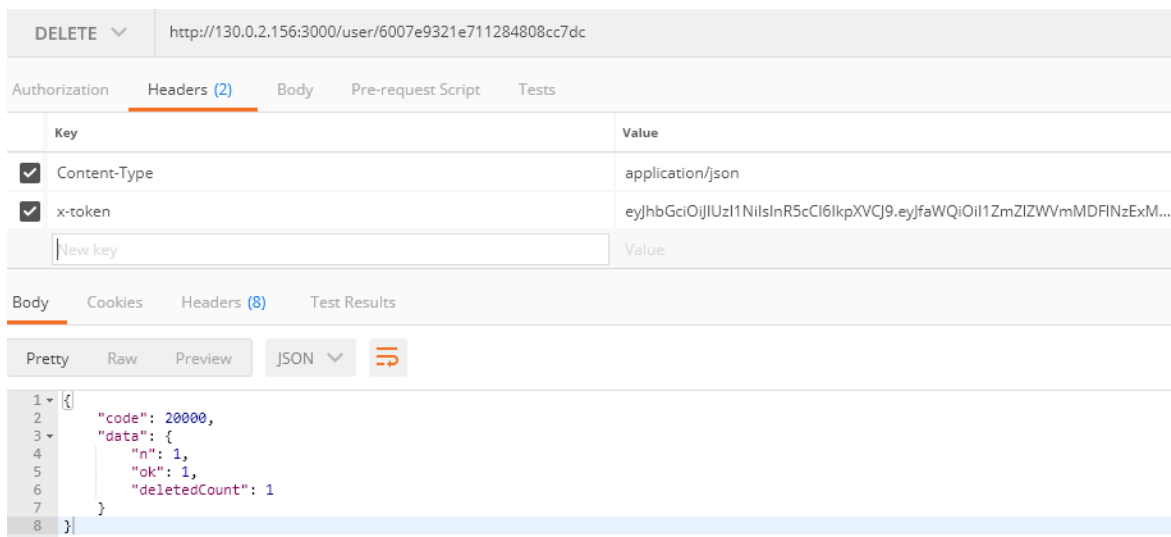 DELETE http://130.0.2.156:3000/user/6007e9321e711284808cc7dc
Authorization Headers (2) Body Pre-request Script Tests
Key Value
Content-Type application/json
x-token eyJhbGciOiJIUzI1NiIsInR5cCI6IkpXVCJ9.eyJfaWQiOiI1ZmZlZWVmMDFlNzExM...
New key Value
Body Cookies Headers (8) Test Results
Pretty Raw Preview JSON
1 {
2 "code": 20000,
3 "data": {
4 "n": 1,
5 "ok": 1,
6 "deletedCount": 1
7 }
8 }